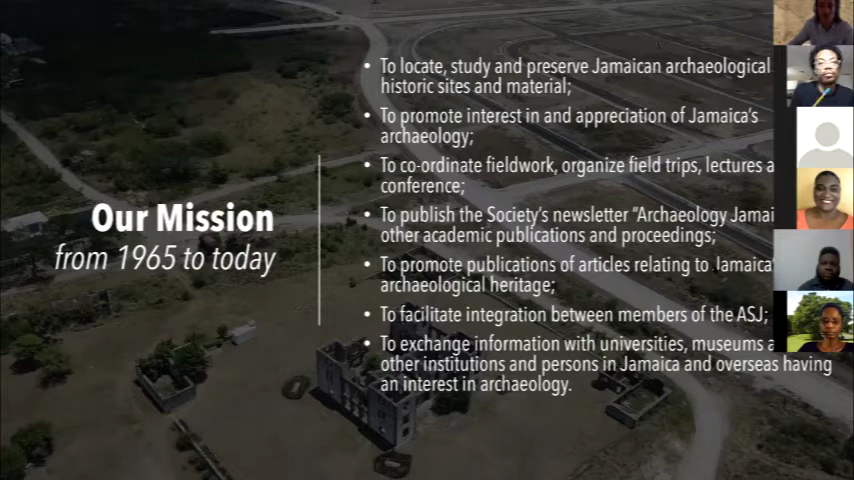 Our Mission
from 1965 to today
• To locate, study and preserve Jamaican archaeological
historic sites and material;
• To promote interest in and appreciation of Jamaica's
archaeology;
• To co-ordinate fieldwork, organize field trips, lectures a
conference;
• To publish the Society's newsletter "Archaeology Jamai
other academic publications and proceedings;
• To promote publications of articles relating to Jamaica'
archaeological heritage;
• To facilitate integration between members of the ASJ;
• To exchange information with universities, museums a
other institutions and persons in Jamaica and overseas having
an interest in archaeology.